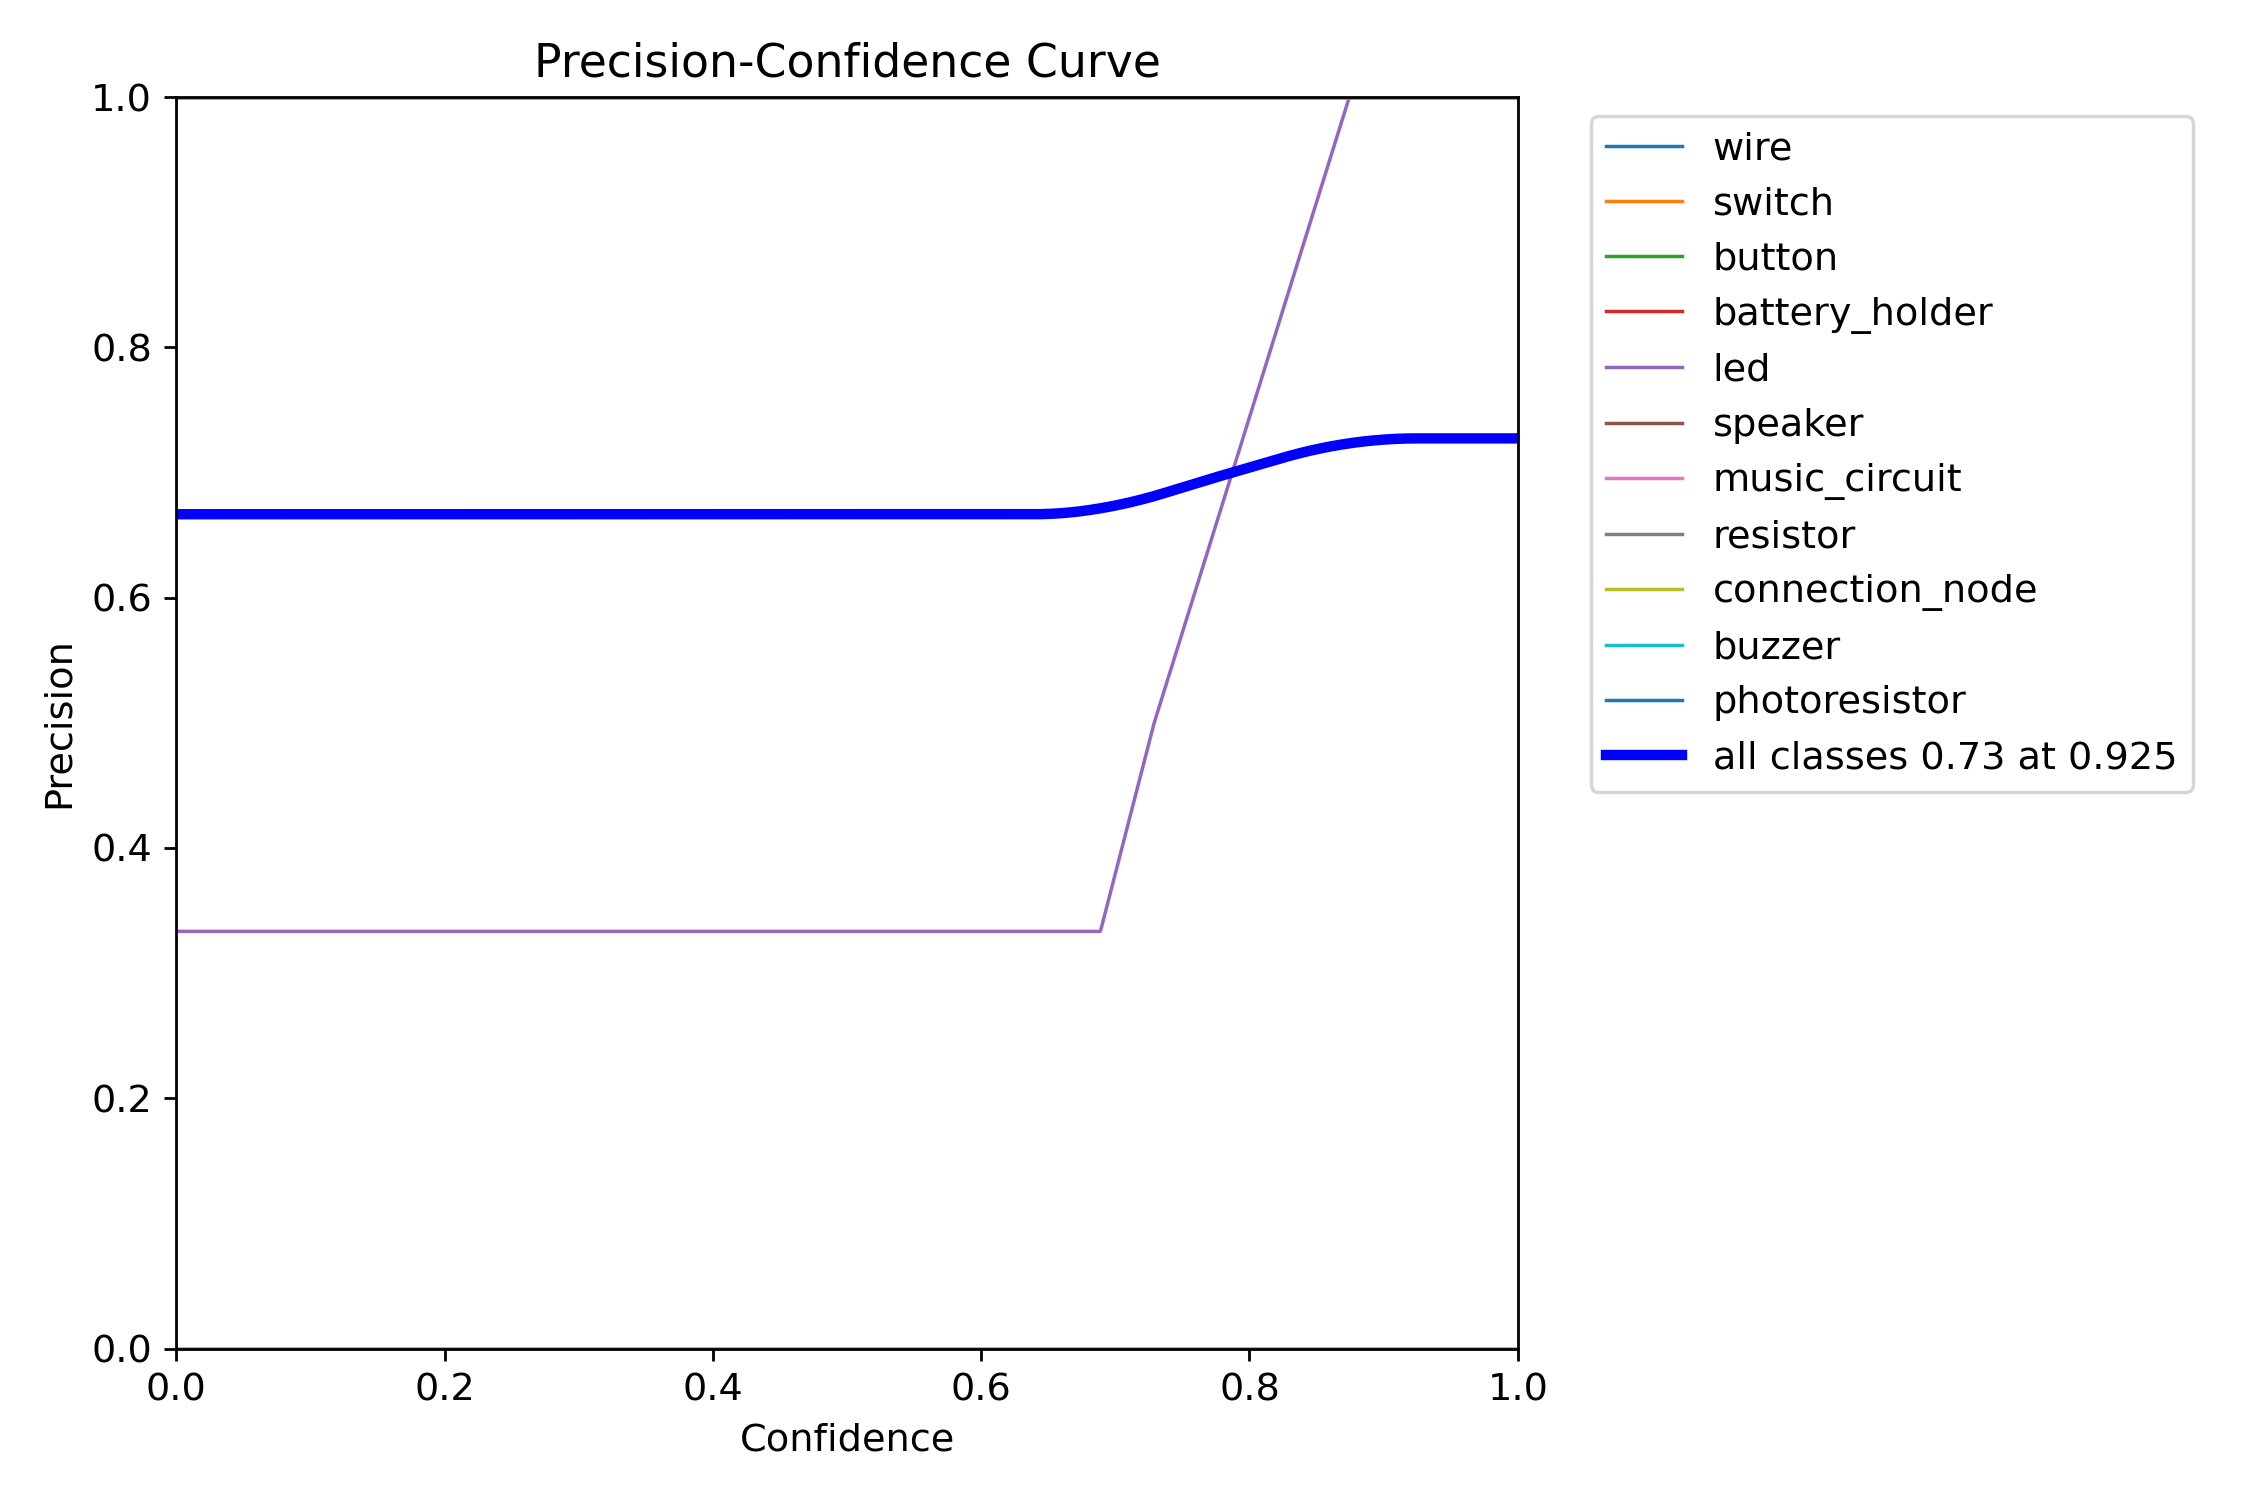 Precision-Confidence Curve
1.0
0.8
0.6
0.4
0.2
0.0
Precision
0.0 0.2 0.4 0.6 0.8 1.0
Confidence
wire
switch
button
battery_holder
led
speaker
music_circuit
resistor
connection_node
buzzer
photoresistor
all classes 0.73 at 0.925